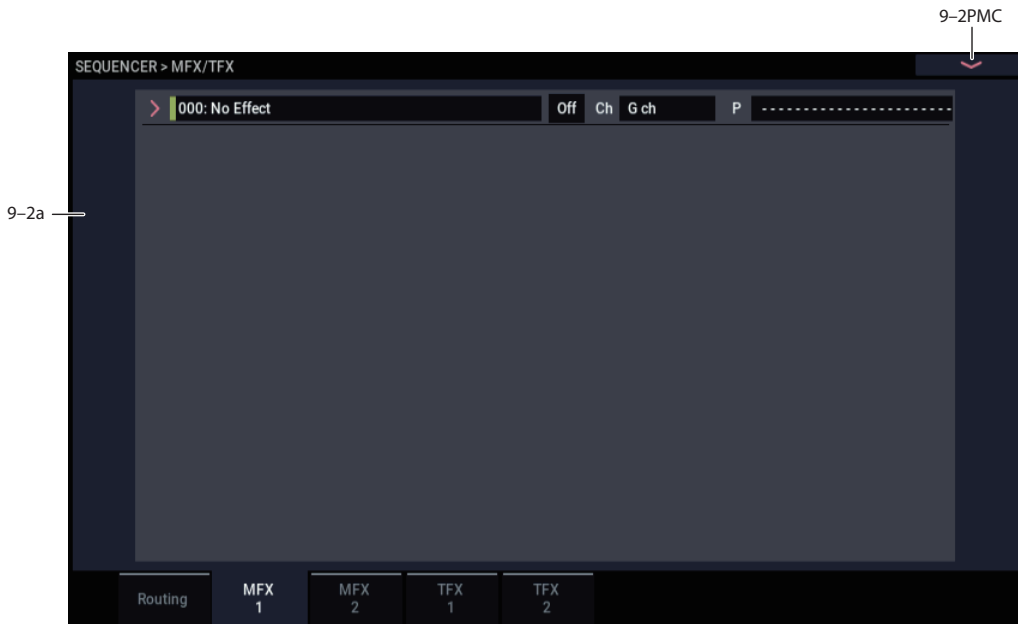 9–2PMC
SEQUENCER > MFX/TFX
000: No Effect Off Ch G ch P -----------------------
9–2a
Routing MFX 1 MFX 2 TFX 1 TFX 2